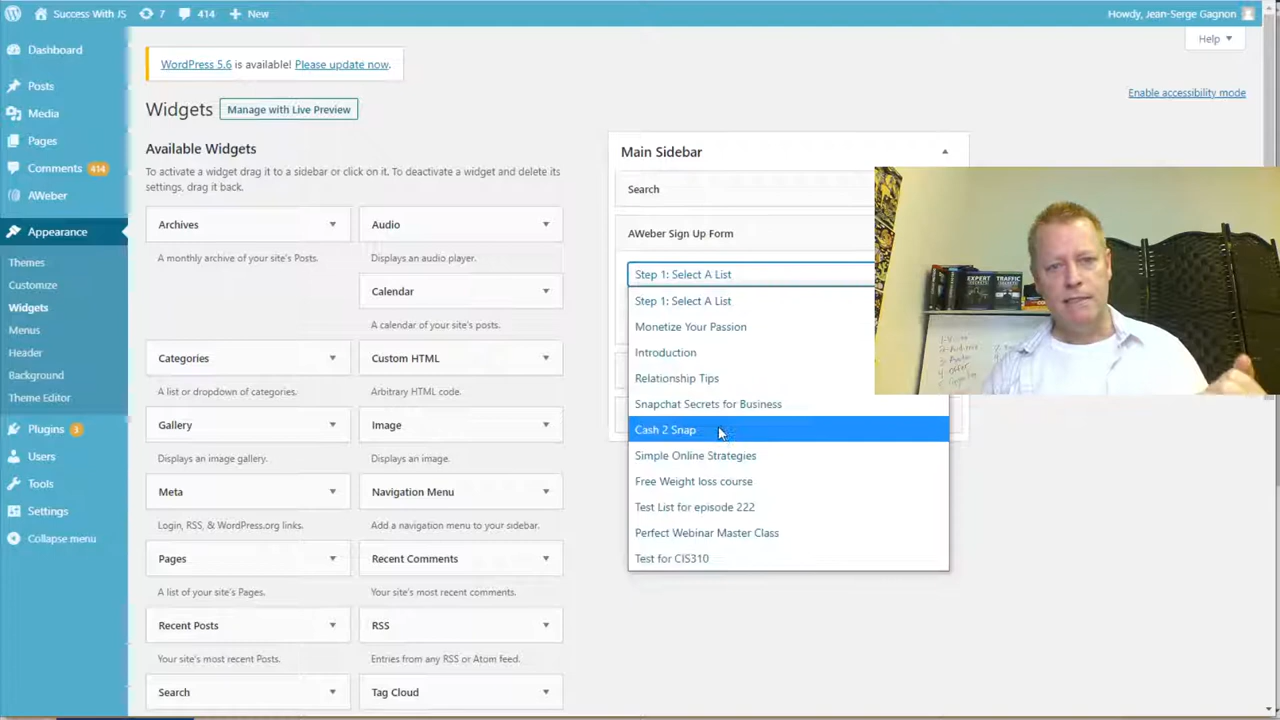 Success With JS
7
414
New
Howdy, Jean-Serge Gagnon
Help
Dashboard
Posts
Media
Pages
Comments 414
AWeber
Appearance
Themes
Customize
Widgets
Menus
Header
Background
Theme Editor
Plugins 3
Users
Tools
Settings
Collapse menu
WordPress 5.6 is available! Please update now.
Enable accessibility mode
Widgets
Manage with Live Preview
Available Widgets
To activate a widget drag it to a sidebar or click on it. To deactivate a widget and delete its
settings, drag it back.
Archives
A monthly archive of your site's Posts.
Audio
Displays an audio player.
Calendar
A calendar of your site's posts.
Categories
A list or dropdown of categories.
Custom HTML
Arbitrary HTML code.
Gallery
Displays an image gallery.
Image
Displays an image.
Meta
Login, RSS, & WordPress.org links.
Navigation Menu
Add a navigation menu to your sidebar.
Pages
A list of your site's Pages.
Recent Comments
Your site's most recent comments.
Recent Posts
Your site's most recent Posts.
RSS
Entries from any RSS or Atom feed.
Search
Tag Cloud
Main Sidebar
Search
AWeber Sign Up Form
Step 1: Select A List
Step 1: Select A List
Monetize Your Passion
Introduction
Relationship Tips
Snapchat Secrets for Business
Cash 2 Snap
Simple Online Strategies
Free Weight loss course
Test List for episode 222
Perfect Webinar Master Class
Test for CIS310
EXPERT
SECRETS
TRAFFIC
SECRETS